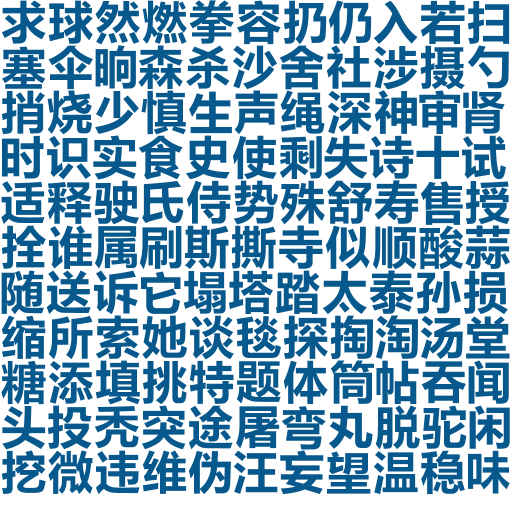 求球然燃拳容扔仍入若扫
塞伞晌森杀沙舍社涉摄勺
捎烧少慎生声绳深神审肾
时识实食史使剩失诗十试
适释驶氏侍势殊舒寿售授
拴谁属刷斯撕寺似顺酸蒜
随送诉它塌塔踏太泰孙损
缩所索她谈毯探掏淘汤堂
糖添填挑特题体筒帖吞闻
头投秃突途屠弯丸脱驼闲
挖微违维伪汪妄望温稳味